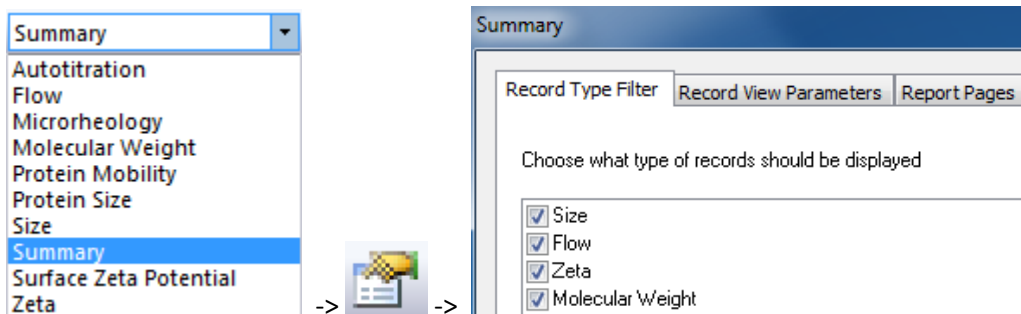 Summary
Autotitration
Flow
Microrheology
Molecular Weight
Protein Mobility
Protein Size
Size
Summary
Surface Zeta Potential
Zeta
-> ->
Summary
Record Type Filter Record View Parameters Report Pages
Choose what type of records should be displayed
Size
Flow
Zeta
Molecular Weight